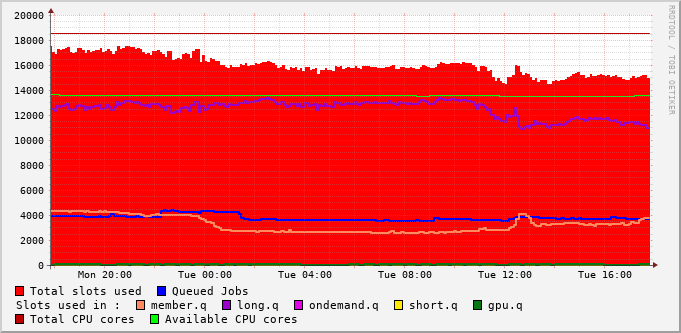 20000
18000
16000
14000
12000
10000
8000
6000
4000
2000
0
Mon 20:00 Tue 00:00 Tue 04:00 Tue 08:00 Tue 12:00 Tue 16:00
Total slots used Queued Jobs
Slots used in : member.q long.q ondemand.q short.q gpu.q
Total CPU cores Available CPU cores
RRDTOOL / TOBI OETIKER